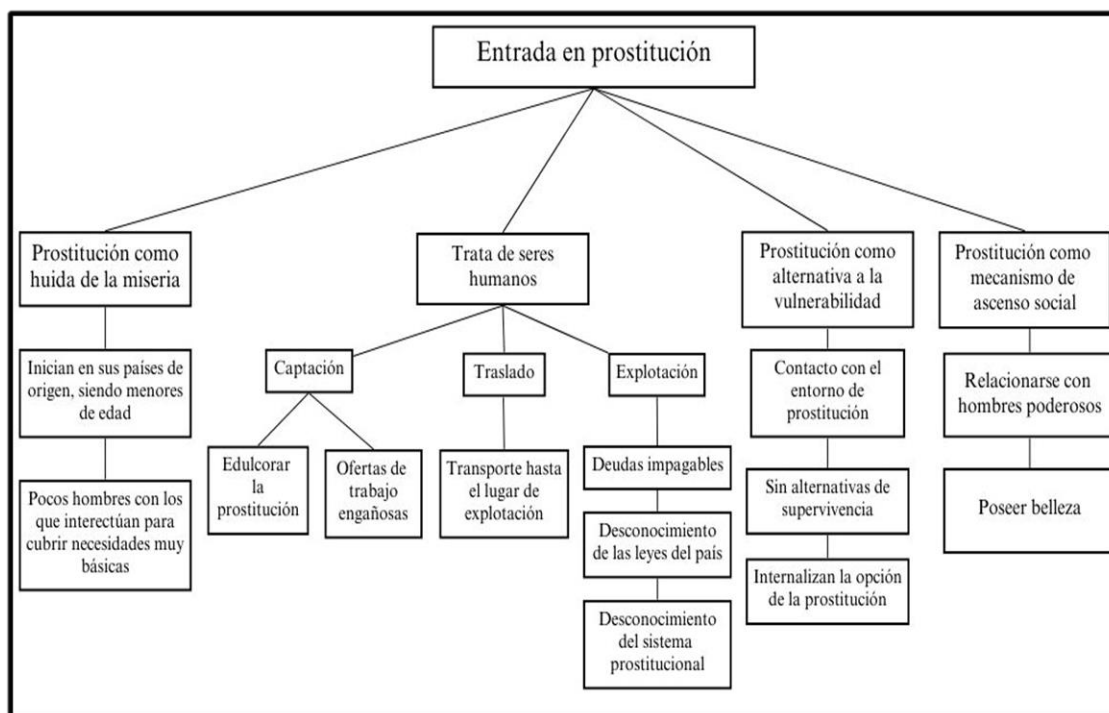 Entrada en prostitución
Prostitución como
huida de la miseria
Trata de seres
humanos
Prostitución como
alternativa a la
vulnerabilidad
Prostitución como
mecanismo de
ascenso social
Inician en sus países de
origen, siendo menores
de edad
Captación
Traslado
Explotación
Contacto con el
entorno de
prostitución
Relacionarse con
hombres poderosos
Pocos hombres con los
que interectúan para
cubrir necesidades muy
básicas
Edulcorar
la
prostitución
Ofertas de
trabajo
engañosas
Transporte hasta
el lugar de
explotación
Deudas impagables
Desconocimiento
de las leyes del país
Desconocimiento
del sistema
prostitucional
Sin alternativas de
supervivencia
Internalizan la opción
de la prostitución
Poseer belleza